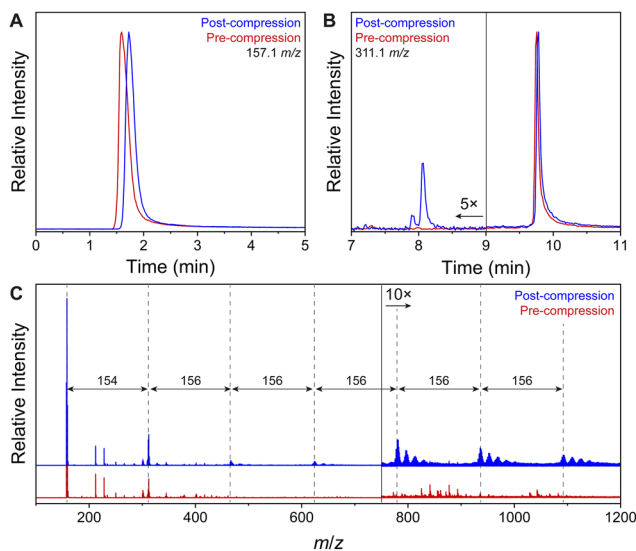 A
Post-compression
Pre-compression
157.1 m/z
Relative Intensity
0 1 2 3 4 5
Time (min)
B
Post-compression
Pre-compression
311.1 m/z
Relative Intensity
5×
7 8 9 10 11
Time (min)
C
10×
Post-compression
Pre-compression
Relative Intensity
154 156 156 156 156 156
200 400 600 800 1000 1200
m/z